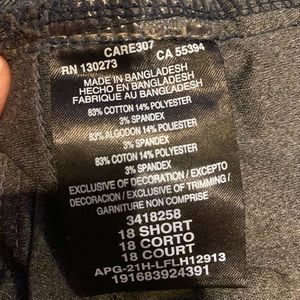 CARE307
RN 130273 CA 55394
MADE IN BANGLADESH
HECHO EN BANGLADESH
FABRIQUE AU BANGLADESH
83% COTTON 14% POLYESTER
3% SPANDEX
83% ALGODON 14% POLYESTER
3% SPANDEX
83% COTTON 14% POLYESTER
3% SPANDEX
EXCLUSIVE OF DECORATION / EXCEPTO
DECORACION / EXCLUSIVE OF TRIMMING /
GARNITURE NON COMPRISE
3418258
18 SHORT
18 CORTO
18 COURT
APG-21H-LFLH12913
191683924391